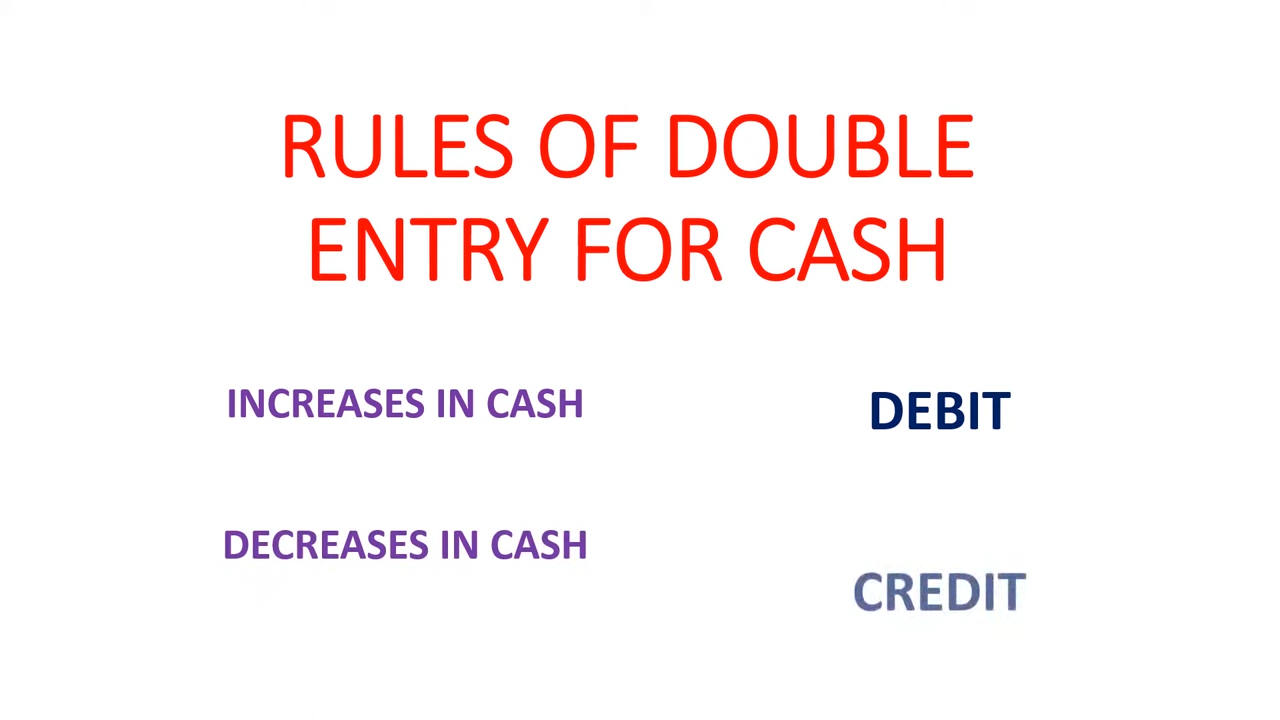 RULES OF DOUBLE
ENTRY FOR CASH
INCREASES IN CASH
DEBIT
DECREASES IN CASH
CREDIT